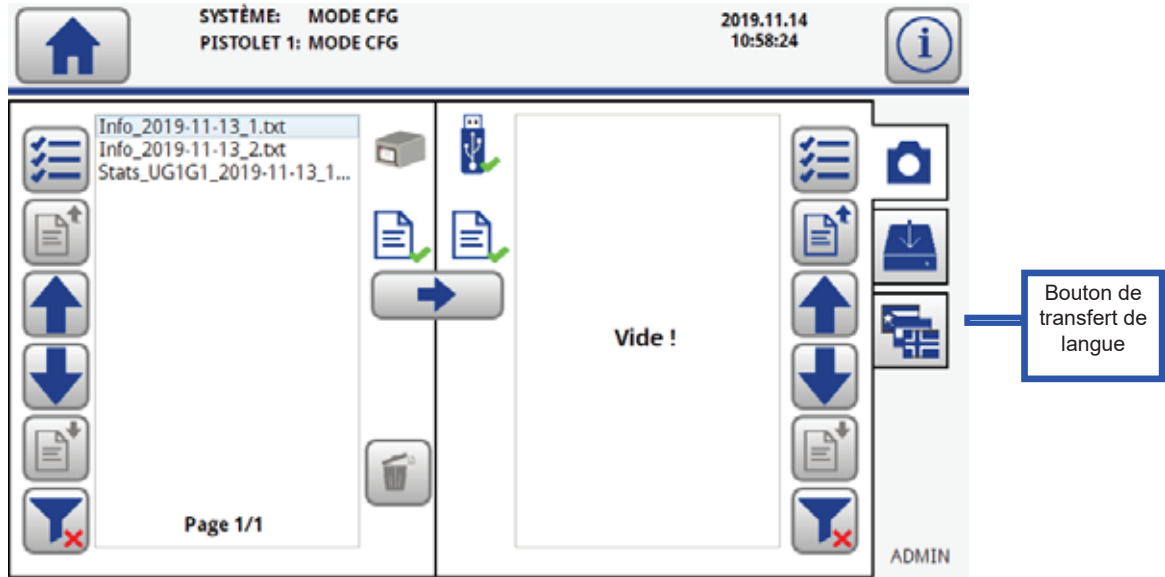 SYSTÈME: MODE CFG
PISTOLET 1: MODE CFG
2019.11.14
10:58:24
i
Info_2019-11-13_1.txt
Info_2019-11-13_2.txt
Stats_UG1G1_2019-11-13_1...
Page 1/1
Vide !
ADMIN
Bouton de
transfert de
langue